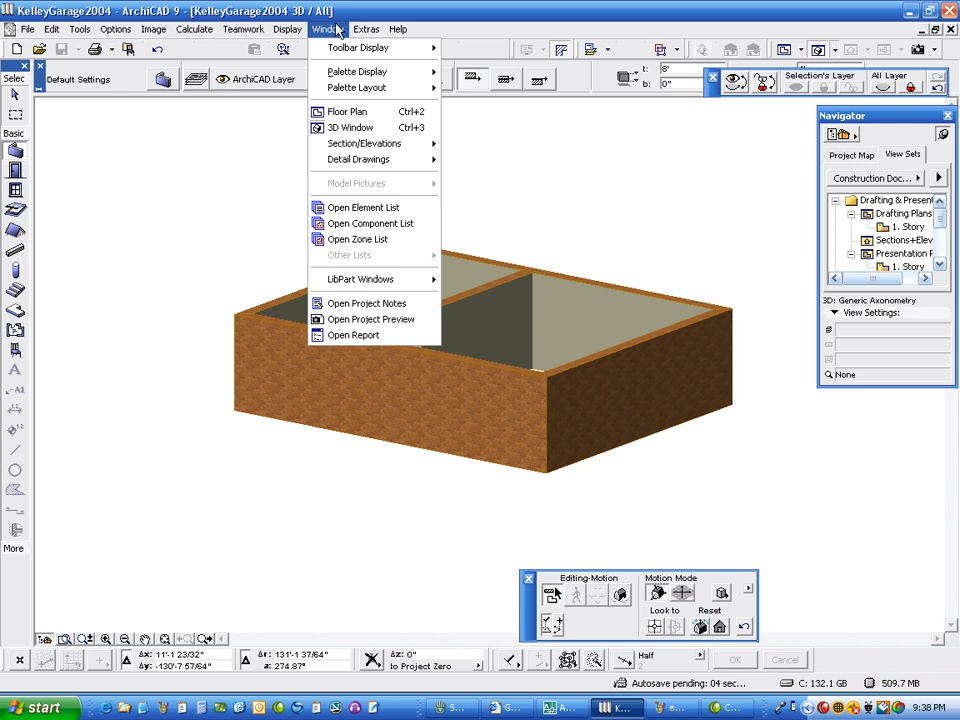 KelleyGarage2004 - ArchiCAD 9 - [KelleyGarage2004 3D / All]
File Edit Tools Options Image Calculate Teamwork Display Window Extras Help
Selec
Default Settings
ArchiCAD Layer
t: 8'
b: 0"
Selection's Layer
All Layer
Basic
More
Toolbar Display
Palette Display
Palette Layout
Floor Plan Ctrl+2
3D Window Ctrl+3
Section/Elevations
Detail Drawings
Model Pictures
Open Element List
Open Component List
Open Zone List
Other Lists
LibPart Windows
Open Project Notes
Open Project Preview
Open Report
Navigator
Project Map View Sets
Construction Doc...
Drafting & Present
Drafting Plans
1. Story
Sections+Elev
Presentation F
1. Story
3D: Generic Axonometry
View Settings:
None
A
A1
Editing-Motion Motion Mode
Look to Reset
Δx: 11'-1 23/32"
Δy: -130'-7 57/64"
Δr: 131'-1 37/64"
a: 274.87°
Δz: 0"
to Project Zero
Half
2
OK Cancel
Autosave pending: 04 sec...
C: 132.1 GB
509.7 MB
start
S...
G...
A...
K...
e...
C...
9:38 PM